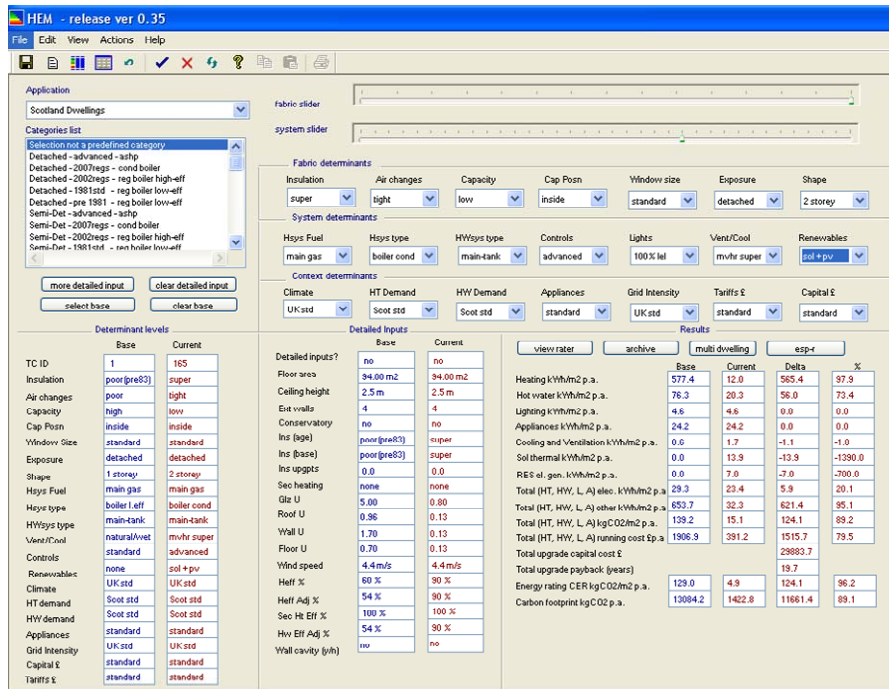 HEM - release ver 0.35
File Edit View Actions Help
Application
Scotland Dwellings
Categories list
Selection not a predefined category
Detached - advanced - ashp
Detached - 2007regs - cond boiler
Detached - 2002regs - reg boiler high-eff
Detached - 1981std - reg boiler low-eff
Detached - pre 1981 - reg boiler low-eff
Semi-Det - advanced - ashp
Semi-Det - 2007regs - cond boiler
Semi-Det - 2002regs - reg boiler high-eff
Semi-Det - 1981std - reg boiler low-eff
more detailed input clear detailed input
select base clear base
fabric slider
system slider
Fabric determinants
Insulation Air changes Capacity Cap Posn Window size Exposure Shape
super tight low inside standard detached 2 storey
System determinants
Hsys Fuel Hsys type HWsys type Controls Lights Vent/Cool Renewables
main gas boiler cond main-tank advanced 100% lel mvhr super sol+pv
Context determinants
Climate HT Demand HW Demand Appliances Grid Intensity Tariffs £ Capital £
UK std Scot std Scot std standard UK std standard standard
Determinant levels
Base Current
TC ID 1 165
Insulation poor(pre83) super
Air changes poor tight
Capacity high low
Cap Posn inside inside
Window Size standard standard
Exposure detached detached
Shape 1 storey 2 storey
Hsys Fuel main gas main gas
Hsys type boiler l.eff boiler cond
HWsys type main-tank main-tank
Vent/Cool natural/wet mvhr super
Controls standard advanced
Renewables none sol+pv
Climate UK std UK std
HT demand Scot std Scot std
HW demand Scot std Scot std
Appliances standard standard
Grid Intensity UK std UK std
Capital £ standard standard
Tariffs £ standard standard
Detailed Inputs
Base Current
Detailed inputs? no no
Floor area 94.00 m2 94.00 m2
Ceiling height 2.5 m 2.5 m
Ext walls 4 4
Conservatory no no
Ins (age) poor(pre83) super
Ins (base) poor(pre83) super
Ins upgpts 0.0 0.0
Sec heating none none
Glz U 5.00 0.80
Roof U 0.96 0.13
Wall U 1.70 0.13
Floor U 0.70 0.13
Wind speed 4.4 m/s 4.4 m/s
Heff % 60 % 90 %
Heff Adj % 54 % 90 %
Sec Ht Eff % 100 % 100 %
Hw Eff Adj % 54 % 90 %
Wall cavity (y/n) no no
Results
view rater archive multi dwelling esp-r
Base Current Delta %
Heating kWh/m2 p.a. 577.4 12.0 565.4 97.9
Hot water kWh/m2 p.a. 76.3 20.3 56.0 73.4
Lighting kWh/m2 p.a. 4.6 4.6 0.0 0.0
Appliances kWh/m2 p.a. 24.2 24.2 0.0 0.0
Cooling and Ventilation kWh/m2 p.a. 0.6 1.7 -1.1 -1.0
Sol thermal kWh/m2 p.a. 0.0 13.9 -13.9 -1390.0
RES el. gen. kWh/m2 p.a. 0.0 7.0 -7.0 -700.0
Total (HT, HW, L, A) elec. kWh/m2 p.a 29.3 23.4 5.9 20.1
Total (HT, HW, L, A) other kWh/m2 p.a 653.7 32.3 621.4 95.1
Total (HT, HW, L, A) kgCO2/m2 p.a. 139.2 15.1 124.1 89.2
Total (HT, HW, L, A) running cost £p.a 1906.9 391.2 1515.7 79.5
Total upgrade capital cost £ 29883.7
Total upgrade payback (years) 19.7
Energy rating CER kgCO2/m2 p.a. 129.0 4.9 124.1 96.2
Carbon footprint kgCO2 p.a. 13084.2 1422.8 11661.4 89.1